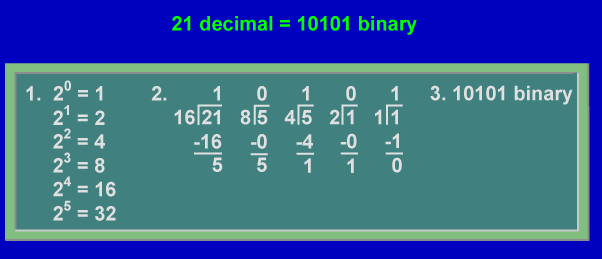 21 decimal = 10101 binary
1. 2⁰ = 1 2. 1 0 1 0 1 3. 10101 binary
2¹ = 2 16⟌21 8⟌5 4⟌5 2⟌1 1⟌1
2² = 4 -16 -0 -4 -0 -1
2³ = 8 5 5 1 1 0
2⁴ = 16
2⁵ = 32